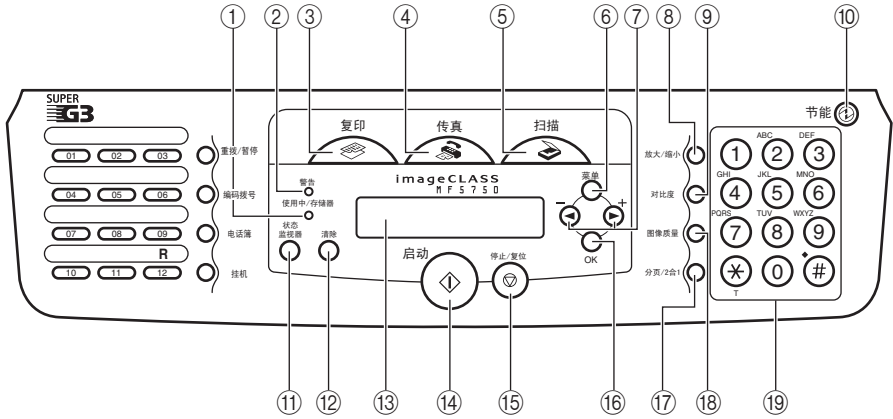 ① ② ③ ④ ⑤ ⑥ ⑦ ⑧ ⑨ ⑩
SUPER G3
01 02 03
04 05 06
07 08 09
R
10 11 12
重拨/暂停
编码拨号
电话簿
挂机
复印 传真 扫描
警告
使用中/存储器
状态
监视器
清除
imageCLASS
MF5750
菜单
− +
OK
启动
停止/复位
放大/缩小
对比度
图像质量
分页/2合1
节能
ABC DEF
1 2 3
GHI JKL MNO
4 5 6
PQRS TUV WXYZ
7 8 9
* 0 #
T
⑪ ⑫ ⑬ ⑭ ⑮ ⑯ ⑰ ⑱ ⑲